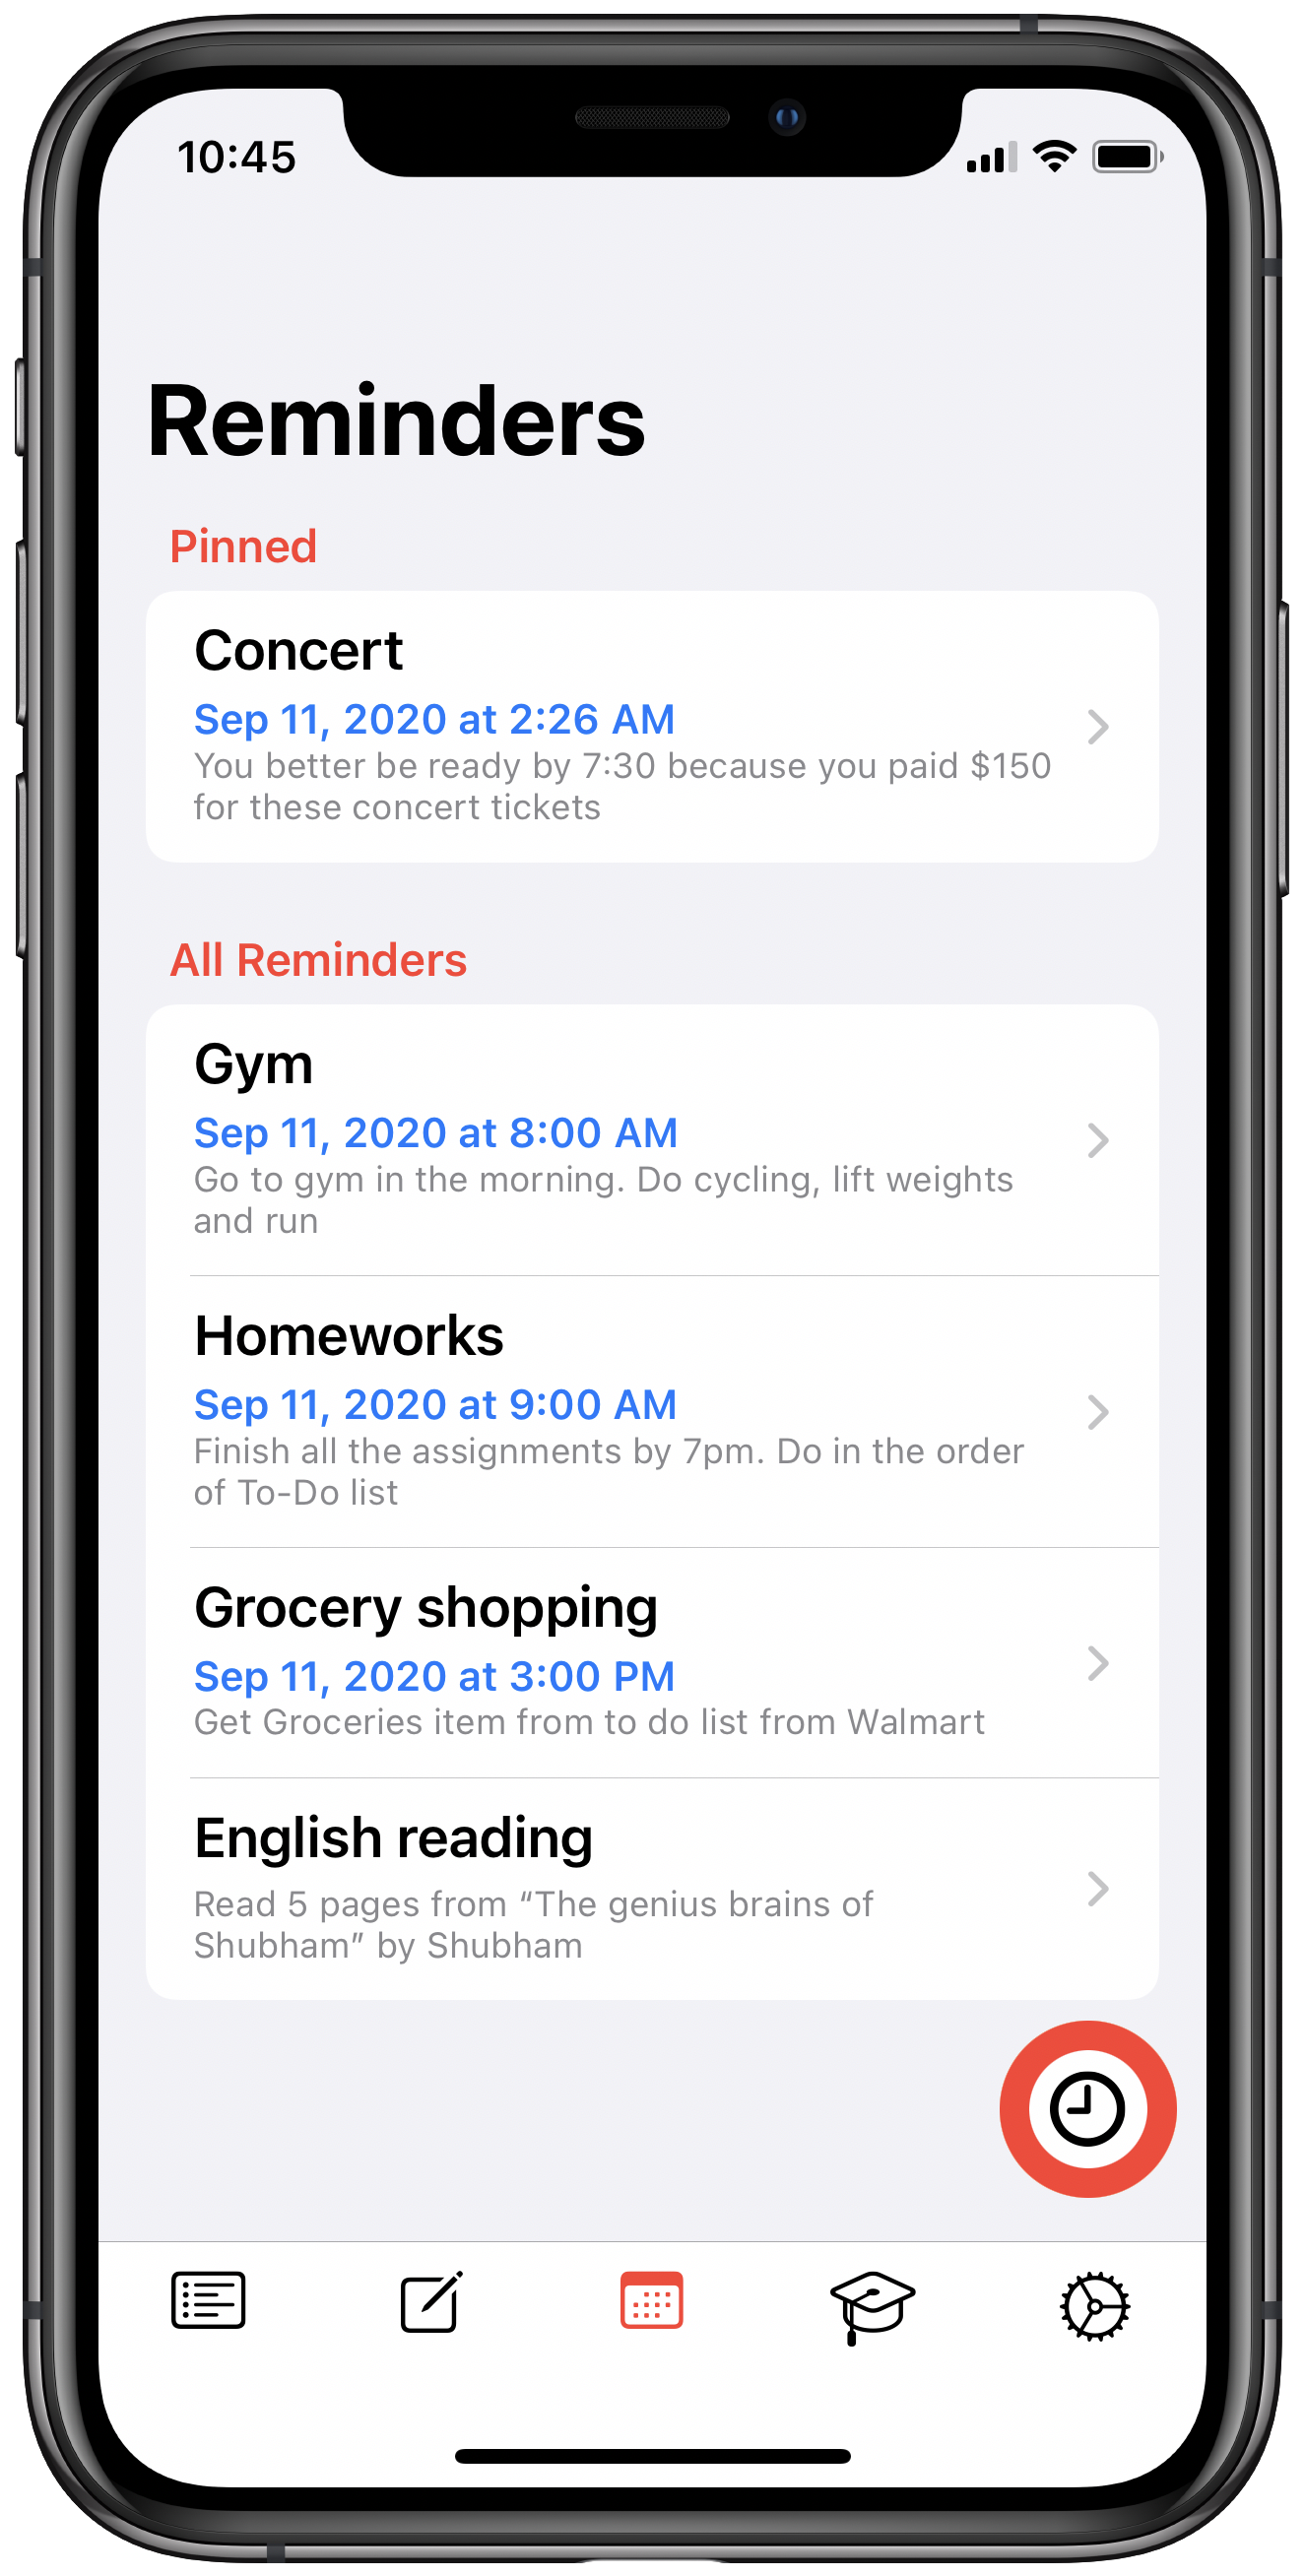 10:45
Reminders
Pinned
Concert
Sep 11, 2020 at 2:26 AM
You better be ready by 7:30 because you paid $150
for these concert tickets
All Reminders
Gym
Sep 11, 2020 at 8:00 AM
Go to gym in the morning. Do cycling, lift weights
and run
Homeworks
Sep 11, 2020 at 9:00 AM
Finish all the assignments by 7pm. Do in the order
of To-Do list
Grocery shopping
Sep 11, 2020 at 3:00 PM
Get Groceries item from to do list from Walmart
English reading
Read 5 pages from “The genius brains of
Shubham” by Shubham